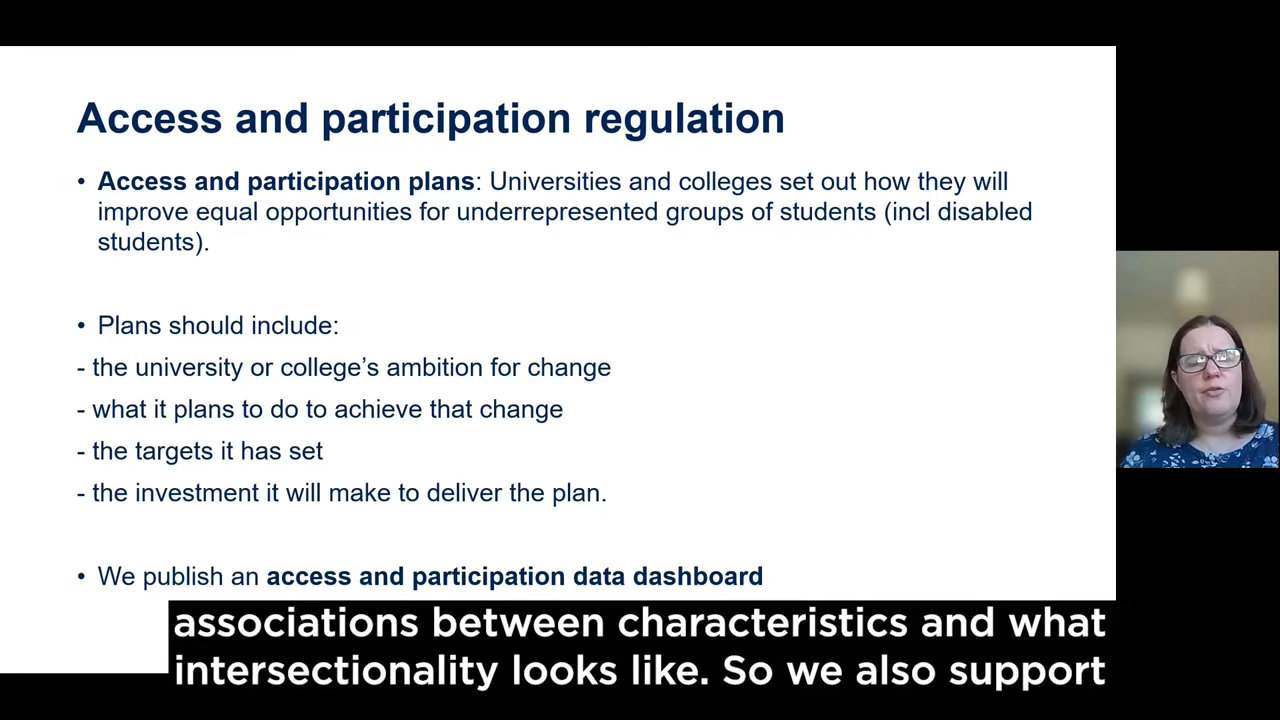 Access and participation regulation
• Access and participation plans: Universities and colleges set out how they will
improve equal opportunities for underrepresented groups of students (incl disabled
students).
• Plans should include:
- the university or college’s ambition for change
- what it plans to do to achieve that change
- the targets it has set
- the investment it will make to deliver the plan.
• We publish an access and participation data dashboard
associations between characteristics and what
intersectionality looks like. So we also support